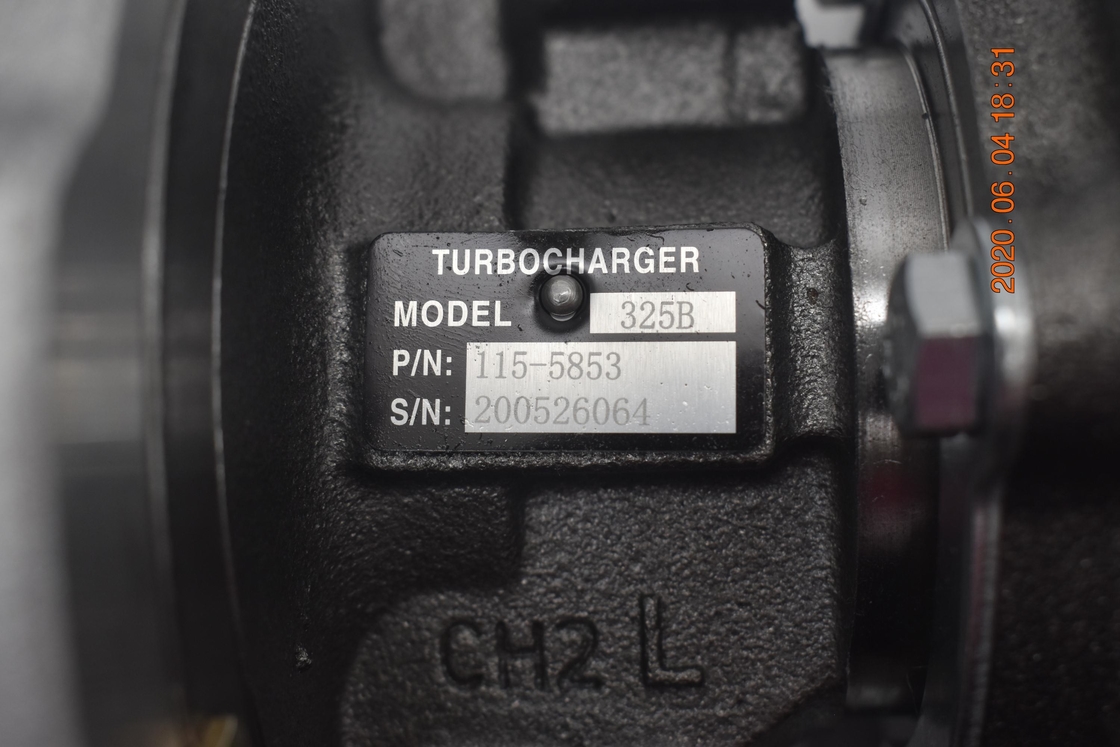 TURBOCHARGER
MODEL 325B
P/N: 115-5853
S/N: 200526064
CH2 L
2020.06.04 18:31